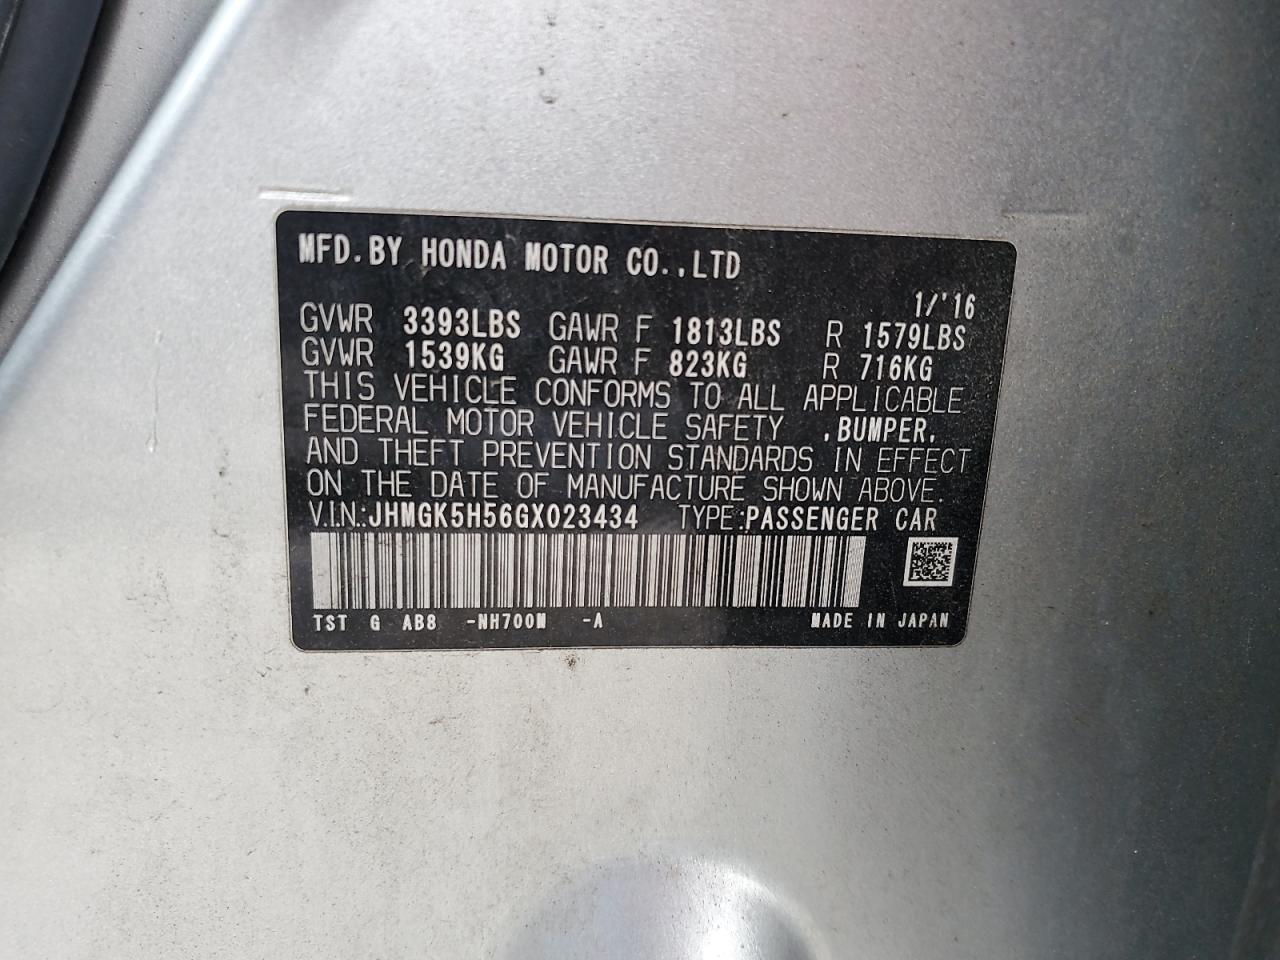 MFD. BY HONDA MOTOR CO., LTD
1/'16
GVWR 3393LBS GAWR F 1813LBS R 1579LBS
GVWR 1539KG GAWR F 823KG R 716KG
THIS VEHICLE CONFORMS TO ALL APPLICABLE
FEDERAL MOTOR VEHICLE SAFETY ,BUMPER,
AND THEFT PREVENTION STANDARDS IN EFFECT
ON THE DATE OF MANUFACTURE SHOWN ABOVE.
V.I.N.:JHMGK5H56GX023434 TYPE:PASSENGER CAR
TST G AB8 -NH700M -A MADE IN JAPAN